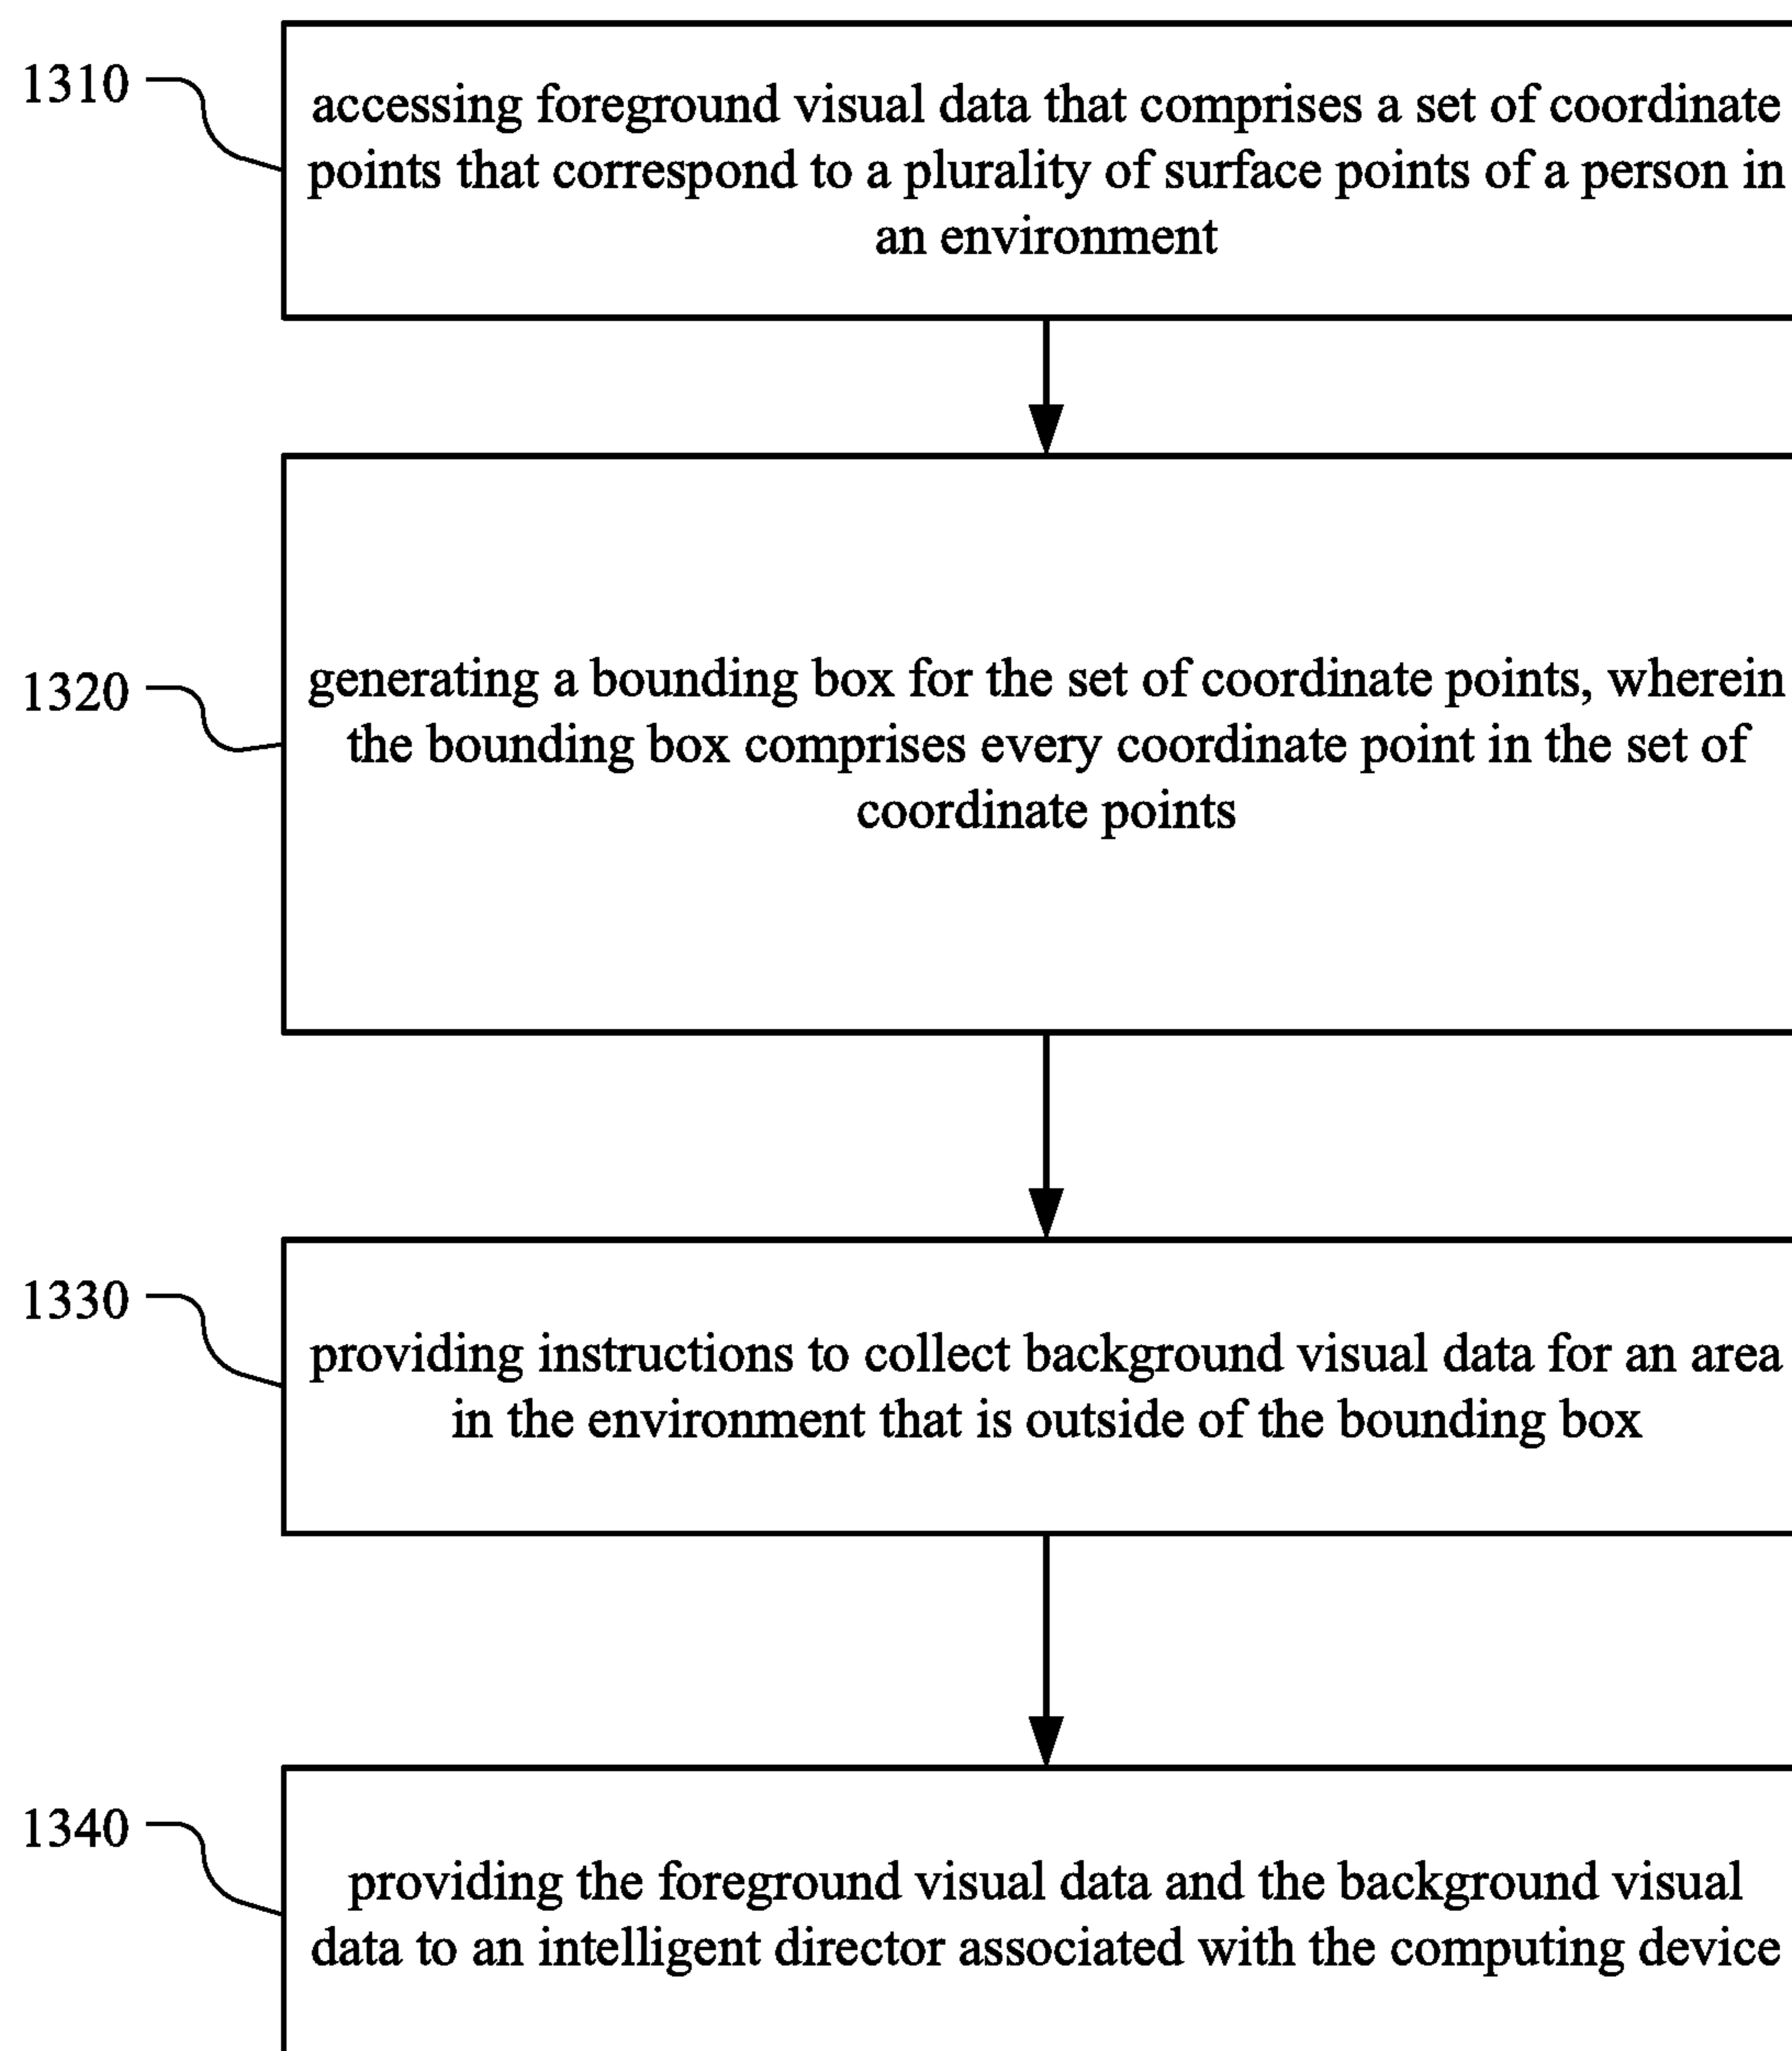 1310
accessing foreground visual data that comprises a set of coordinate
points that correspond to a plurality of surface points of a person in
an environment
1320
generating a bounding box for the set of coordinate points, wherein
the bounding box comprises every coordinate point in the set of
coordinate points
1330
providing instructions to collect background visual data for an area
in the environment that is outside of the bounding box
1340
providing the foreground visual data and the background visual
data to an intelligent director associated with the computing device